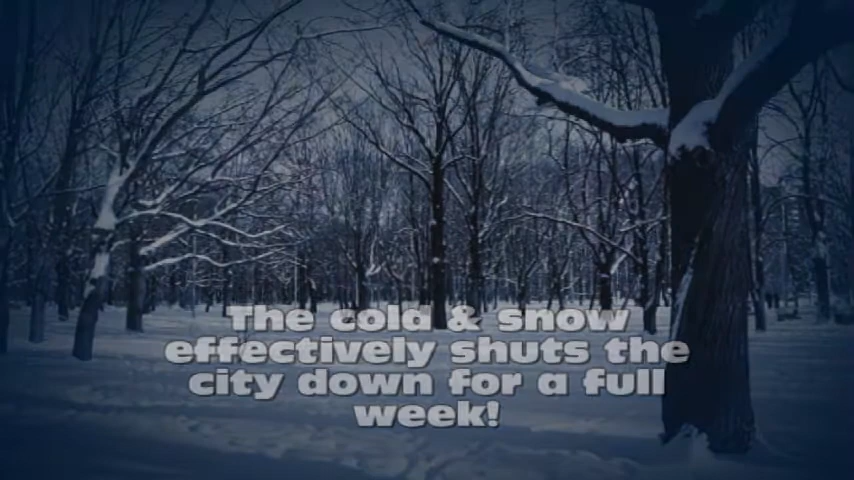 The cold & snow
effectively shuts the
city down for a full
week!